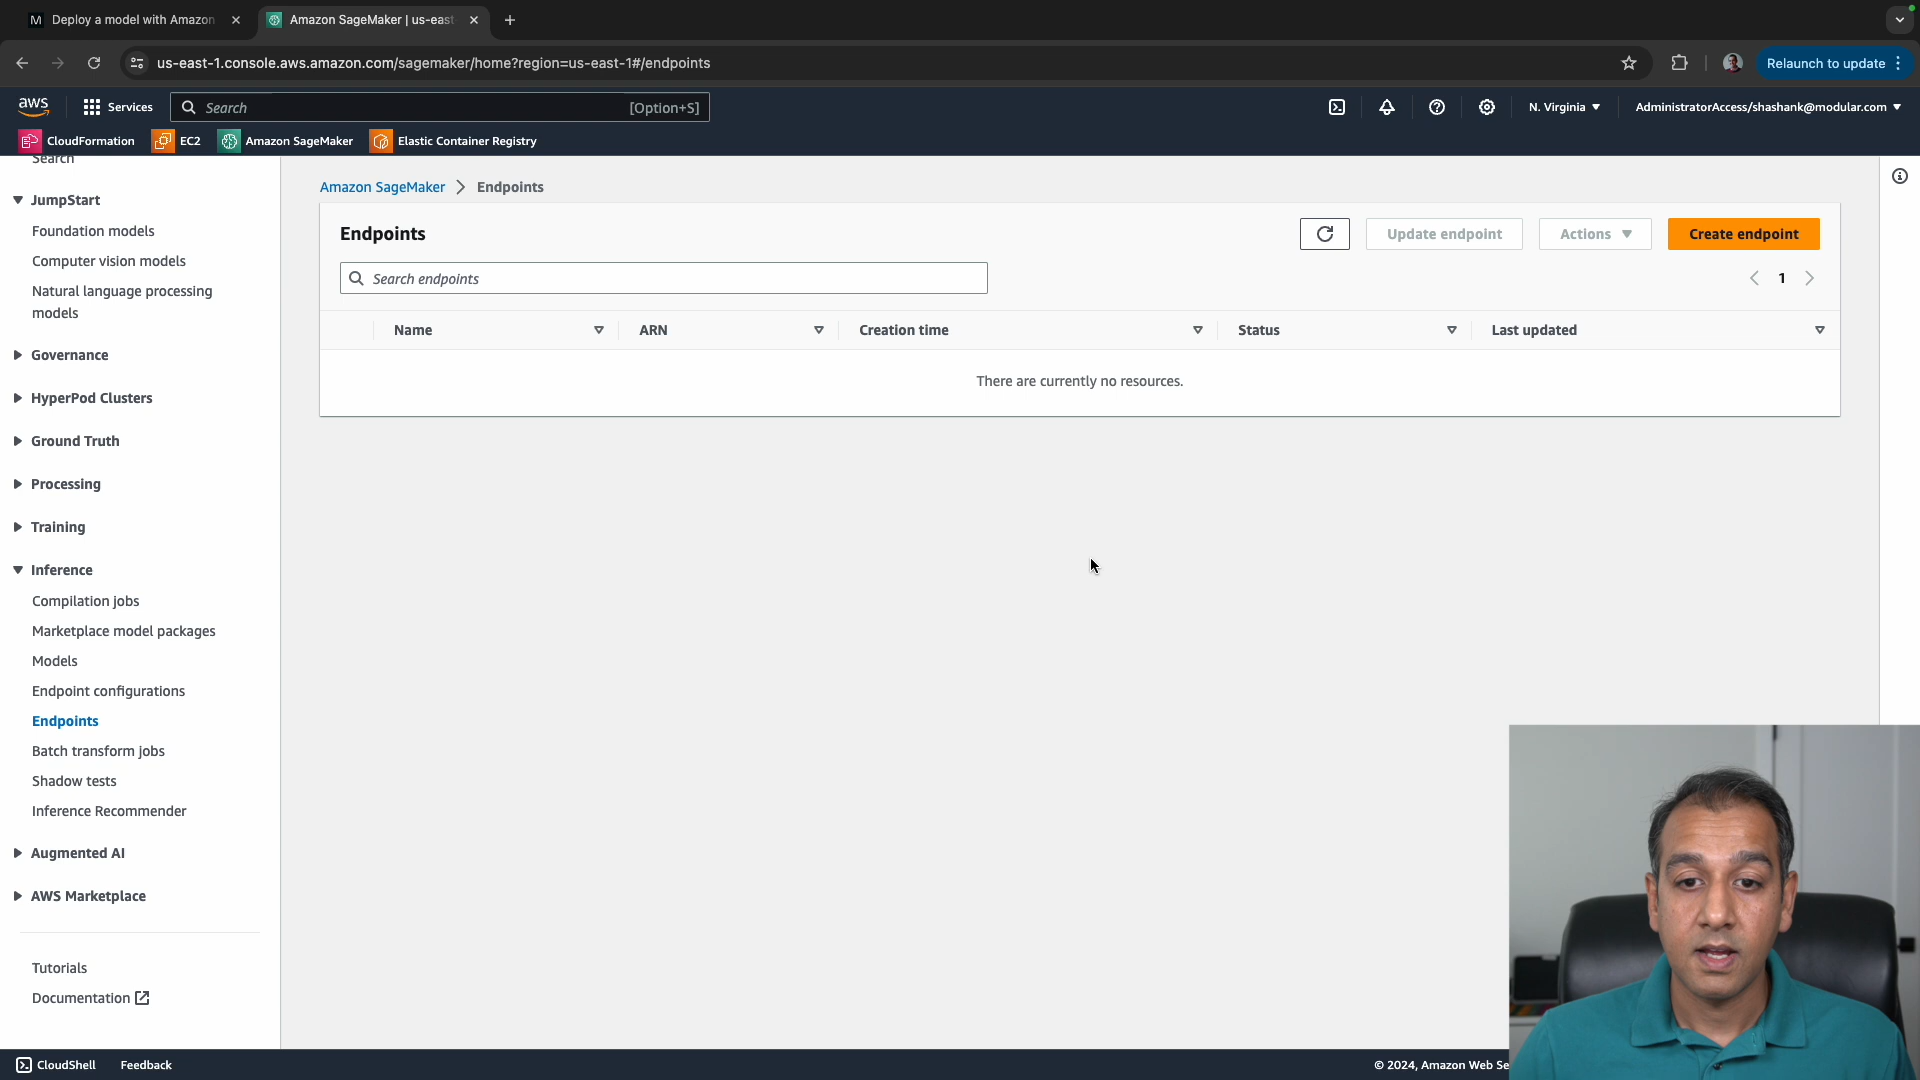 M Deploy a model with Amazon
Amazon SageMaker | us-east-
us-east-1.console.aws.amazon.com/sagemaker/home?region=us-east-1#/endpoints
Relaunch to update
aws
Services
Search
[Option+S]
N. Virginia
AdministratorAccess/shashank@modular.com
CloudFormation
EC2
Amazon SageMaker
Elastic Container Registry
Search
JumpStart
Foundation models
Computer vision models
Natural language processing
models
Governance
HyperPod Clusters
Ground Truth
Processing
Training
Inference
Compilation jobs
Marketplace model packages
Models
Endpoint configurations
Endpoints
Batch transform jobs
Shadow tests
Inference Recommender
Augmented AI
AWS Marketplace
Tutorials
Documentation
Amazon SageMaker > Endpoints
Endpoints
Update endpoint
Actions
Create endpoint
Search endpoints
1
Name
ARN
Creation time
Status
Last updated
There are currently no resources.
CloudShell
Feedback
© 2024, Amazon Web Se